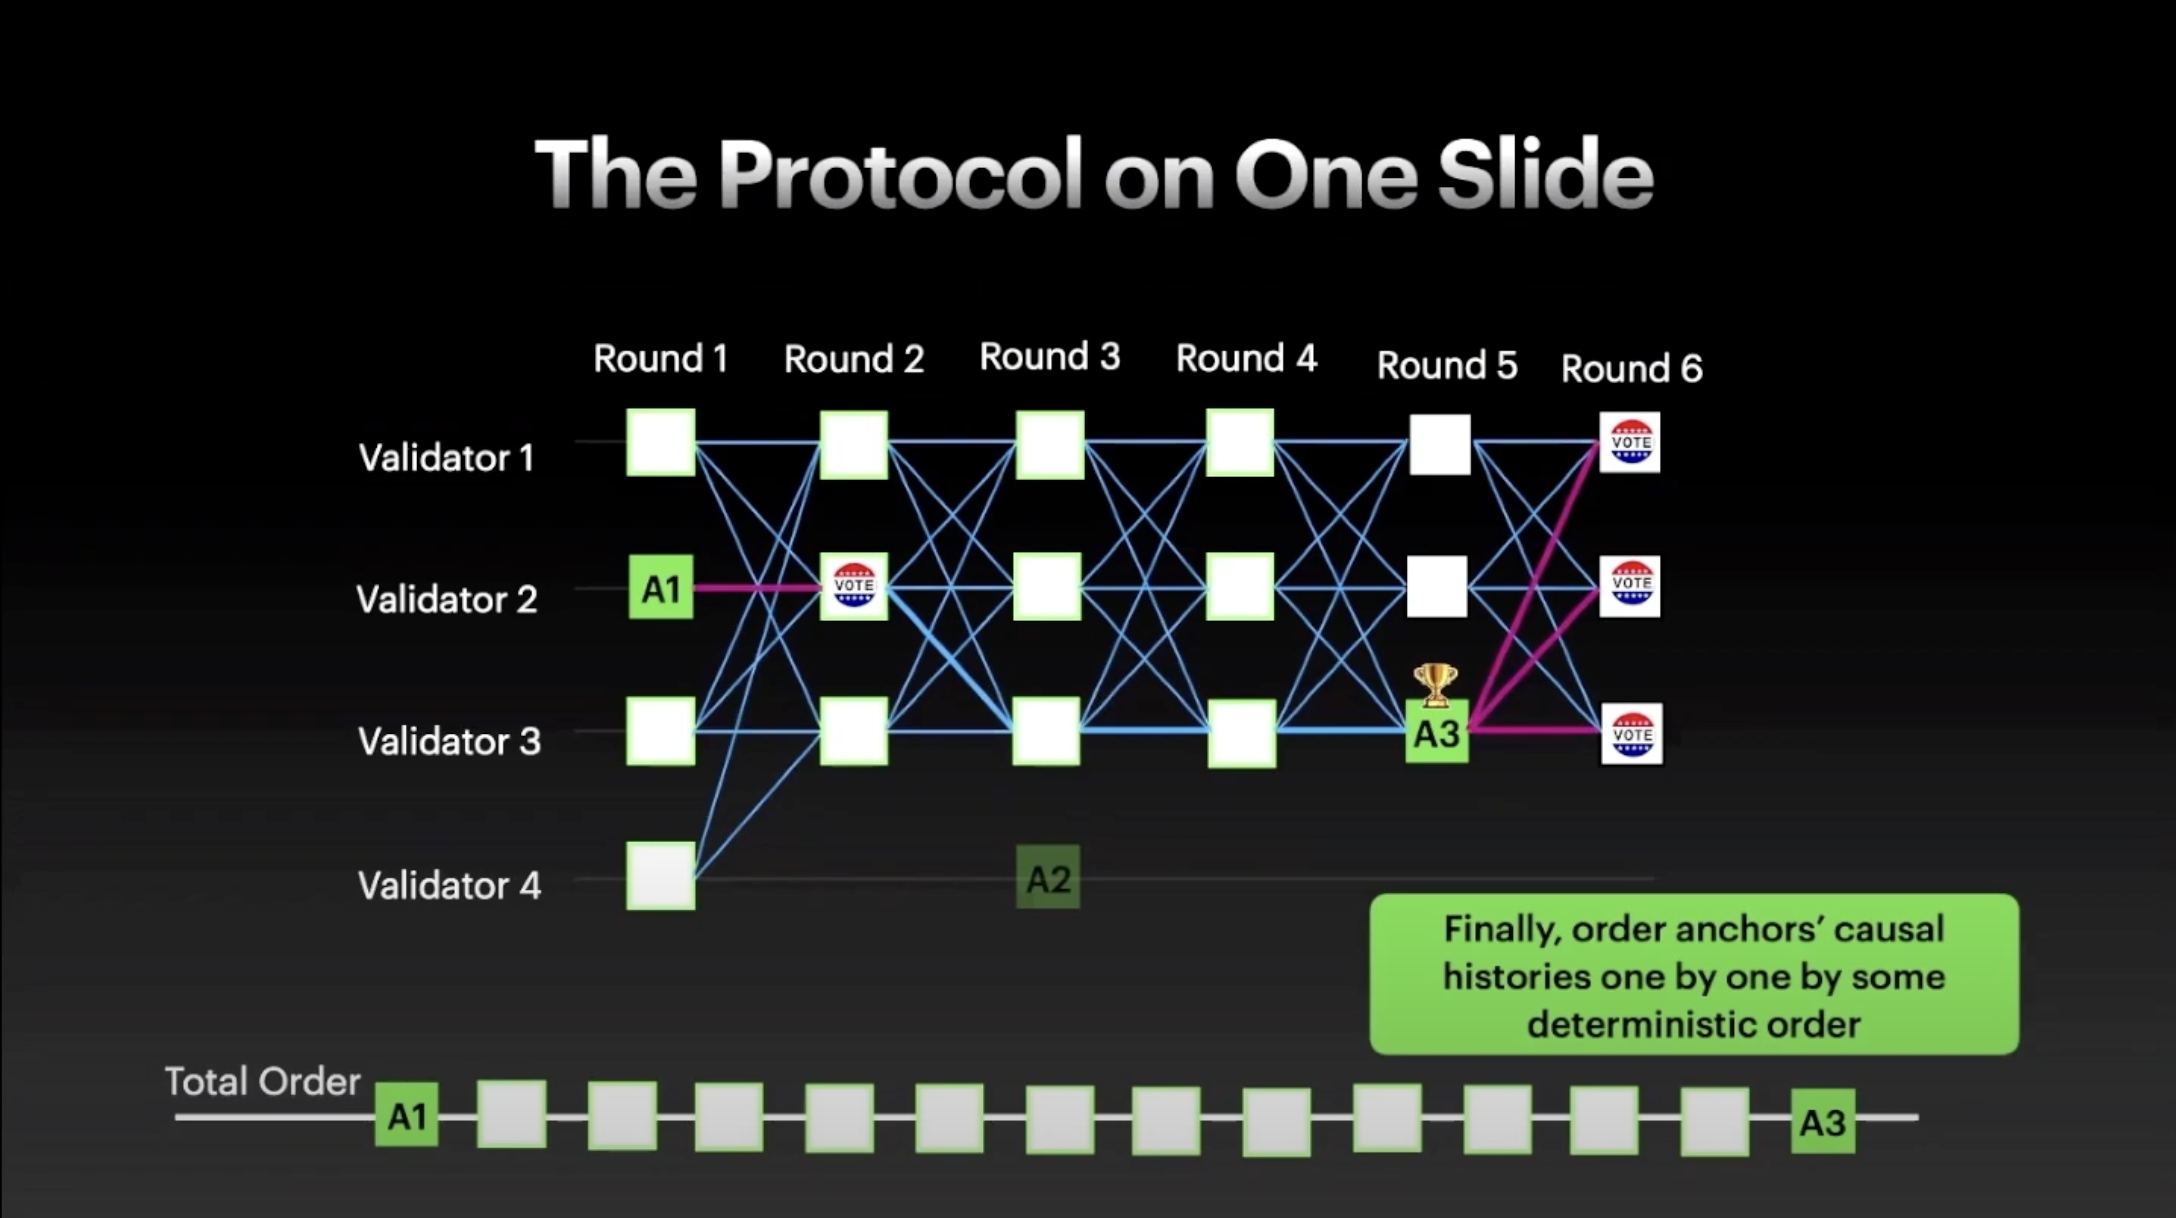 The Protocol on One Slide
Round 1
Round 2
Round 3
Round 4
Round 5
Round 6
Validator 1
VOTE
Validator 2
A1
VOTE
VOTE
Validator 3
A3
VOTE
Validator 4
A2
Finally, order anchors’ causal
histories one by one by some
deterministic order
Total Order
A1
A3